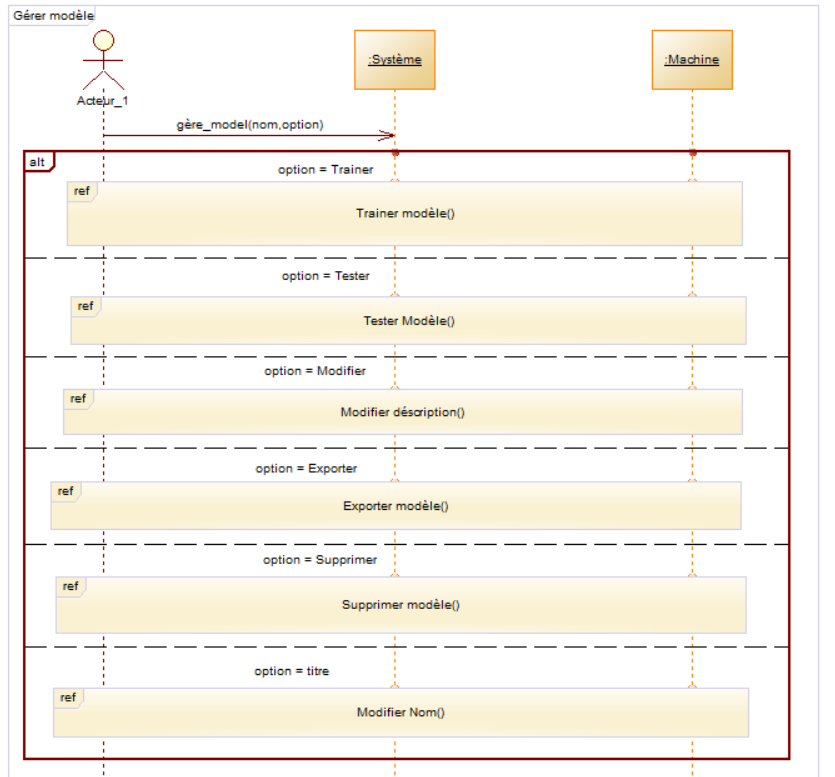 Gérer modèle
:Système
:Machine
Acteur_1
gère_model(nom,option)
alt
option = Trainer
ref
Trainer modèle()
option = Tester
ref
Tester Modèle()
option = Modifier
ref
Modifier déscription()
option = Exporter
ref
Exporter modèle()
option = Supprimer
ref
Supprimer modèle()
option = titre
ref
Modifier Nom()